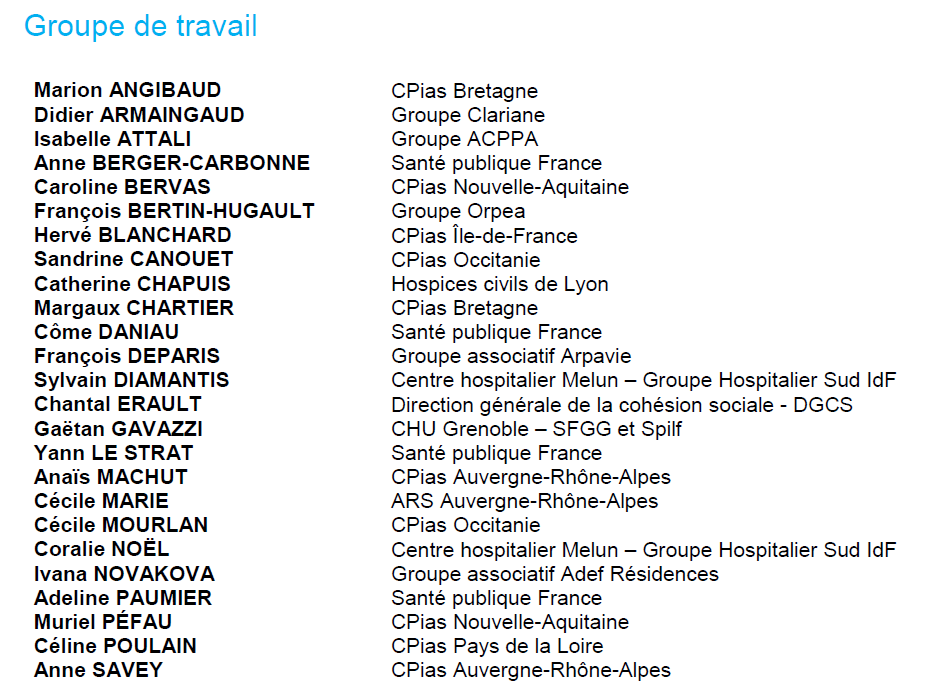 Groupe de travail
Marion ANGIBAUD CPias Bretagne
Didier ARMAINGAUD Groupe Clariane
Isabelle ATTALI Groupe ACPPA
Anne BERGER-CARBONNE Santé publique France
Caroline BERVAS CPias Nouvelle-Aquitaine
François BERTIN-HUGAULT Groupe Orpea
Hervé BLANCHARD CPias Île-de-France
Sandrine CANOUET CPias Occitanie
Catherine CHAPUIS Hospices civils de Lyon
Margaux CHARTIER CPias Bretagne
Côme DANIAU Santé publique France
François DEPARIS Groupe associatif Arpavie
Sylvain DIAMANTIS Centre hospitalier Melun – Groupe Hospitalier Sud IdF
Chantal ERAULT Direction générale de la cohésion sociale - DGCS
Gaëtan GAVAZZI CHU Grenoble – SFGG et Spilf
Yann LE STRAT Santé publique France
Anaïs MACHUT CPias Auvergne-Rhône-Alpes
Cécile MARIE ARS Auvergne-Rhône-Alpes
Cécile MOURLAN CPias Occitanie
Coralie NOËL Centre hospitalier Melun – Groupe Hospitalier Sud IdF
Ivana NOVAKOVA Groupe associatif Adef Résidences
Adeline PAUMIER Santé publique France
Muriel PÉFAU CPias Nouvelle-Aquitaine
Céline POULAIN CPias Pays de la Loire
Anne SAVEY CPias Auvergne-Rhône-Alpes